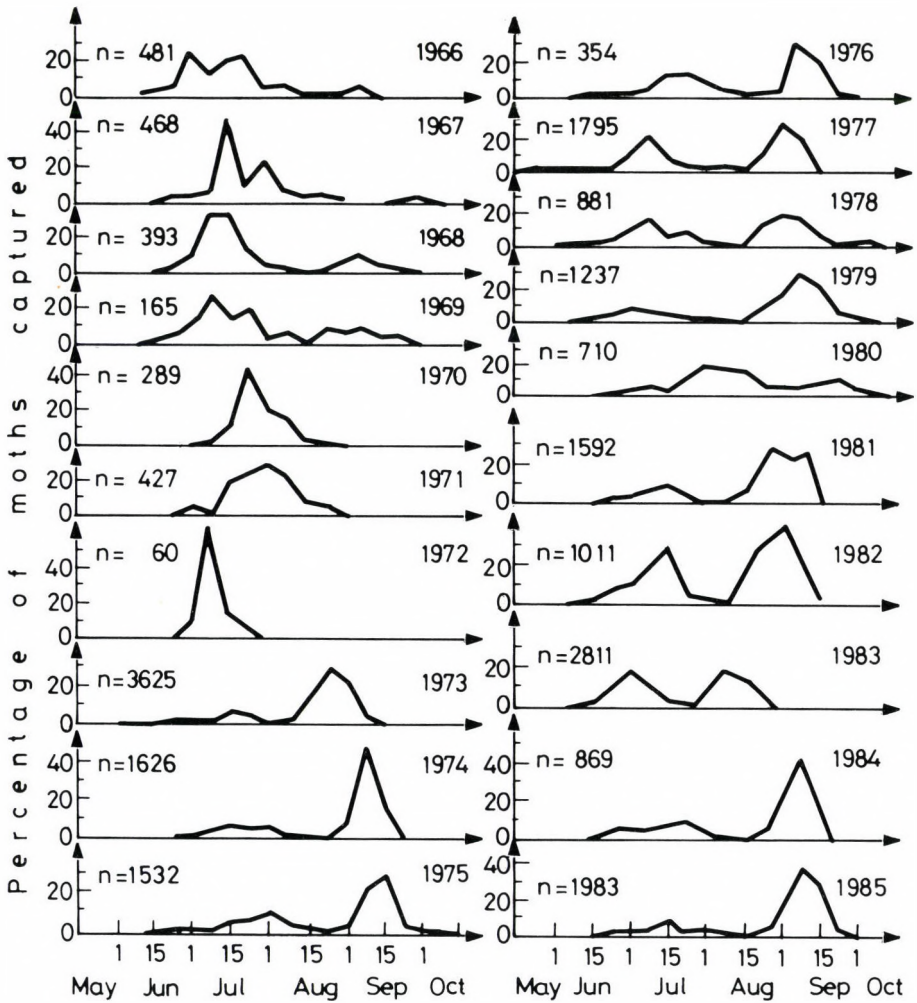 Percentage of moths captured
20
0
n= 481
1966
40
20
0
n= 468
1967
20
0
n= 393
1968
20
0
n= 165
1969
40
20
0
n= 289
1970
20
0
n= 427
1971
40
20
0
n= 60
1972
20
0
n=3625
1973
40
20
0
n=1626
1974
20
0
n=1532
1975
1 15 1 15 1 15 1 15 1
May Jun Jul Aug Sep Oct
20
0
n= 354
1976
20
0
n=1795
1977
20
0
n= 881
1978
20
0
n=1237
1979
20
0
n= 710
1980
20
0
n=1592
1981
20
0
n=1011
1982
20
0
n=2811
1983
40
20
0
n= 869
1984
40
20
0
n=1983
1985
1 15 1 15 1 15 1 15 1
May Jun Jul Aug Sep Oct